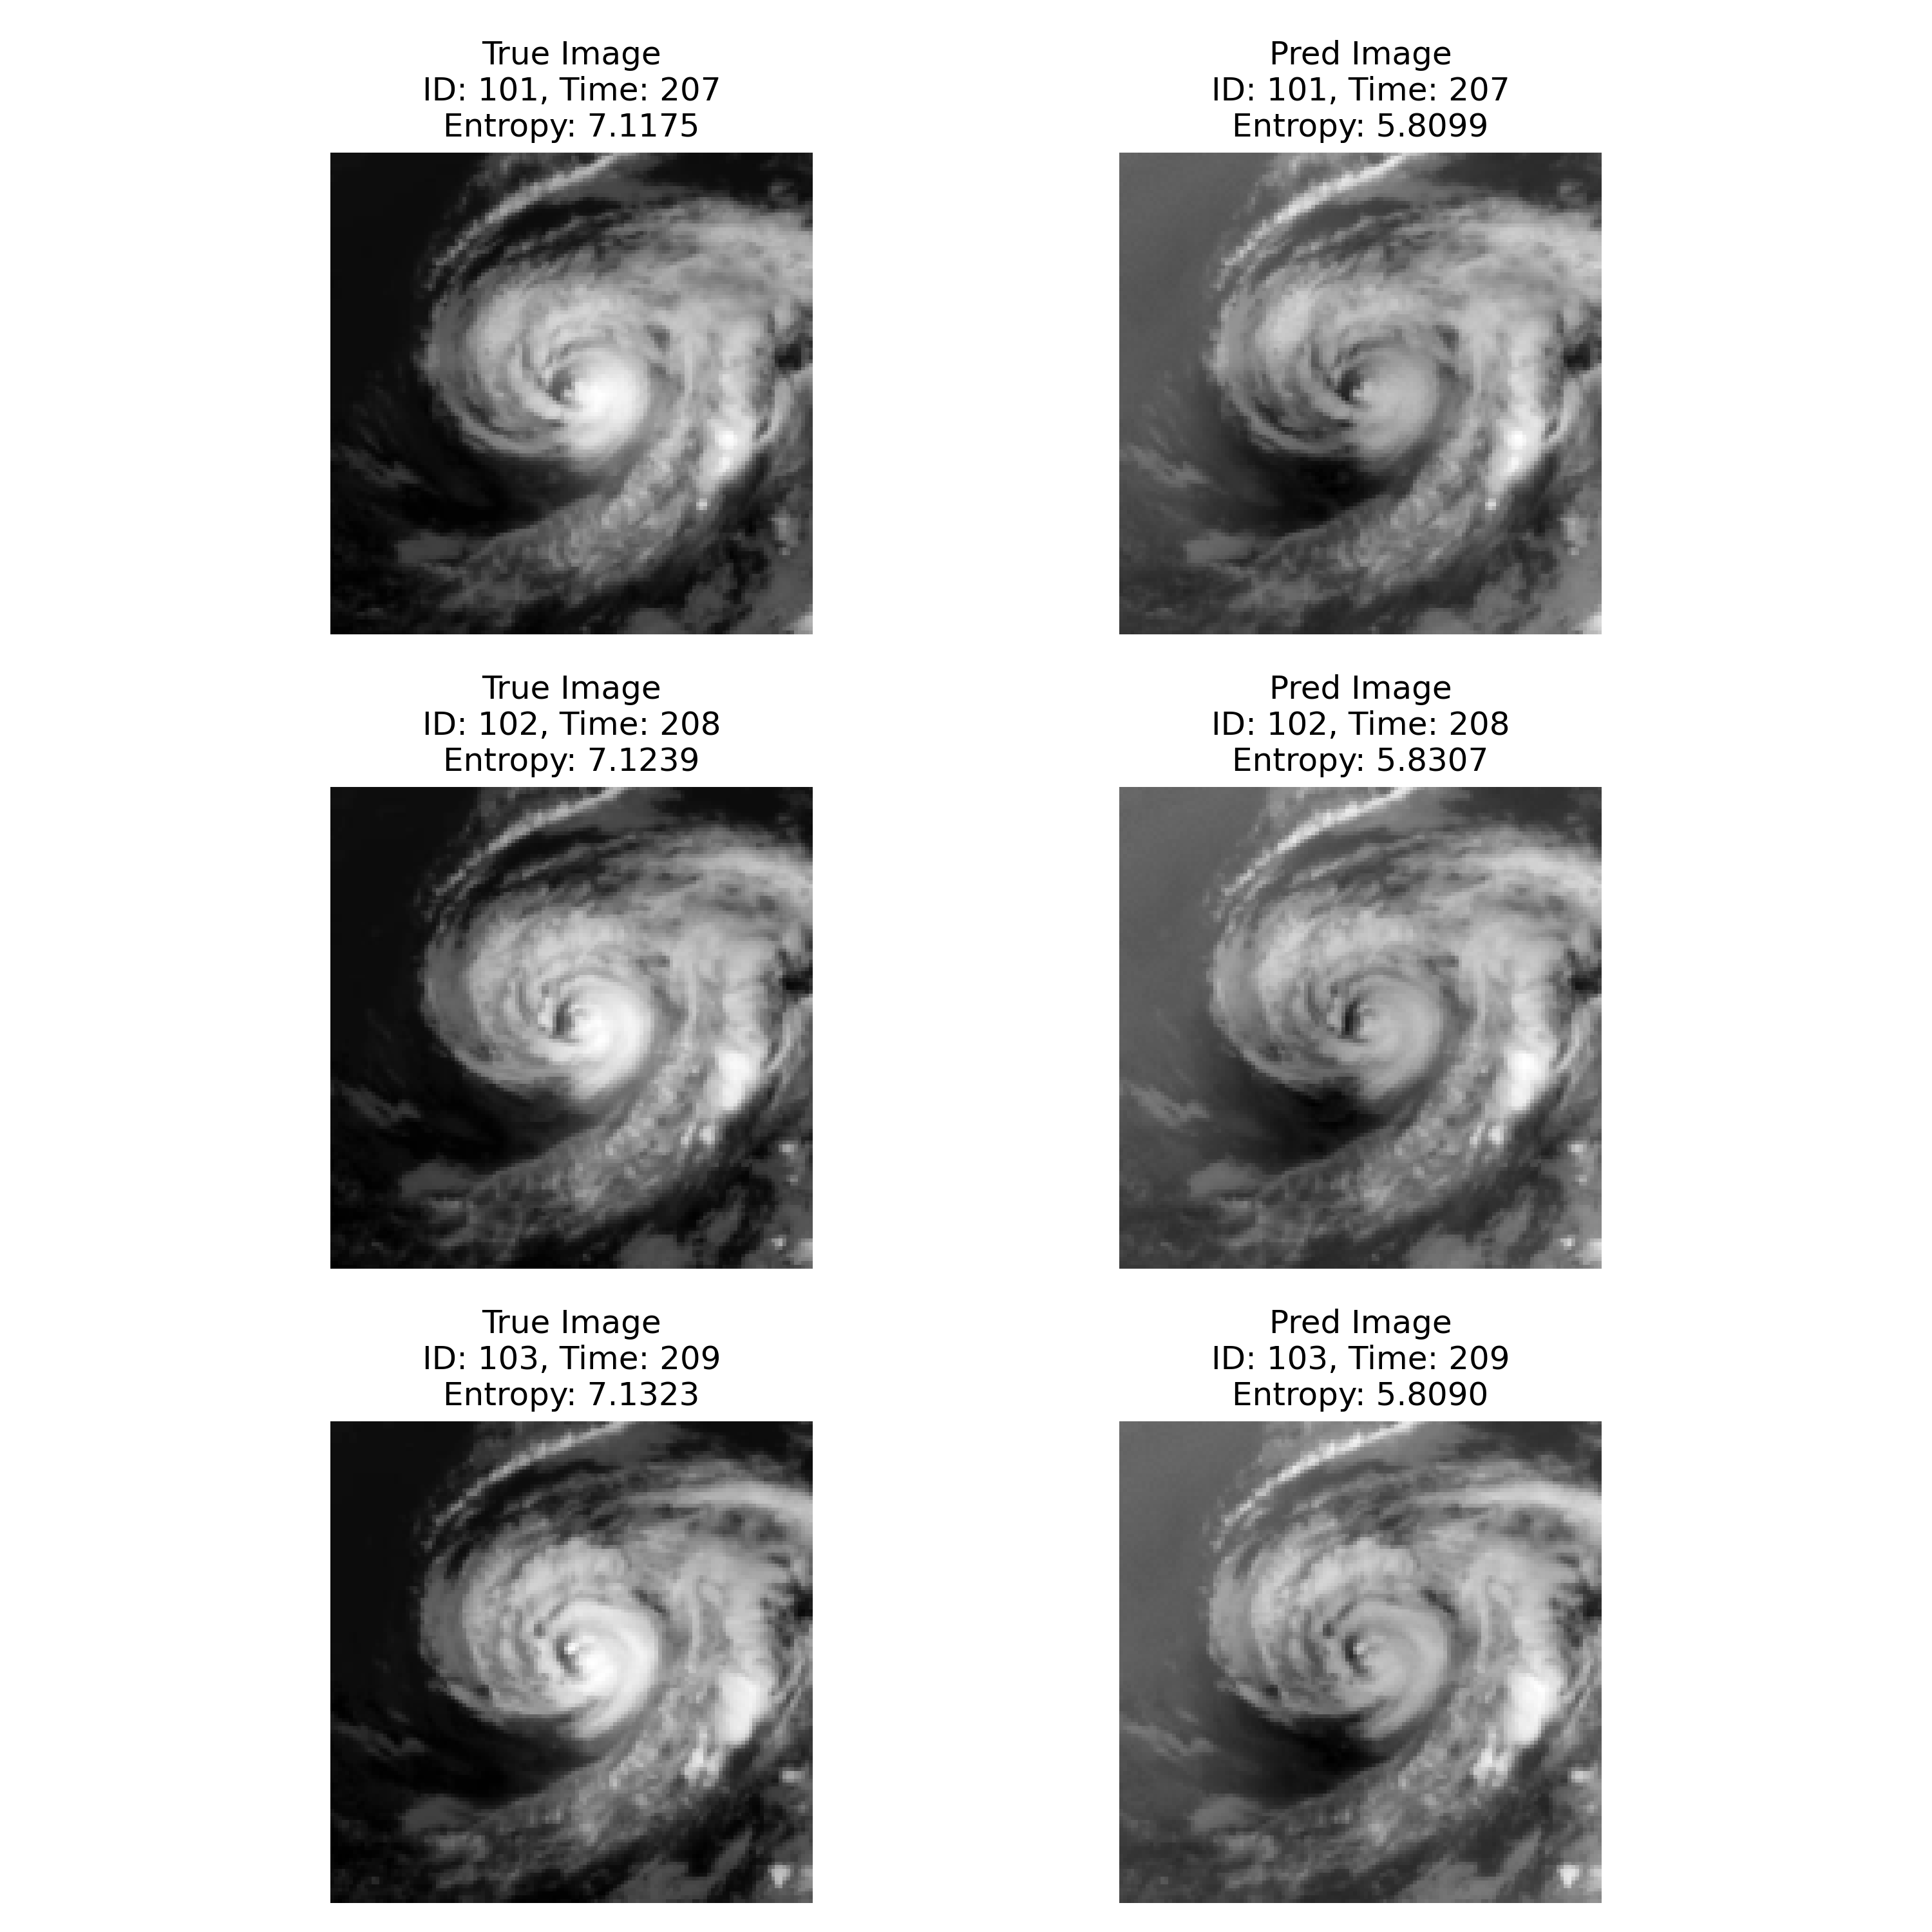 True Image
ID: 101, Time: 207
Entropy: 7.1175
Pred Image
ID: 101, Time: 207
Entropy: 5.8099
True Image
ID: 102, Time: 208
Entropy: 7.1239
Pred Image
ID: 102, Time: 208
Entropy: 5.8307
True Image
ID: 103, Time: 209
Entropy: 7.1323
Pred Image
ID: 103, Time: 209
Entropy: 5.8090